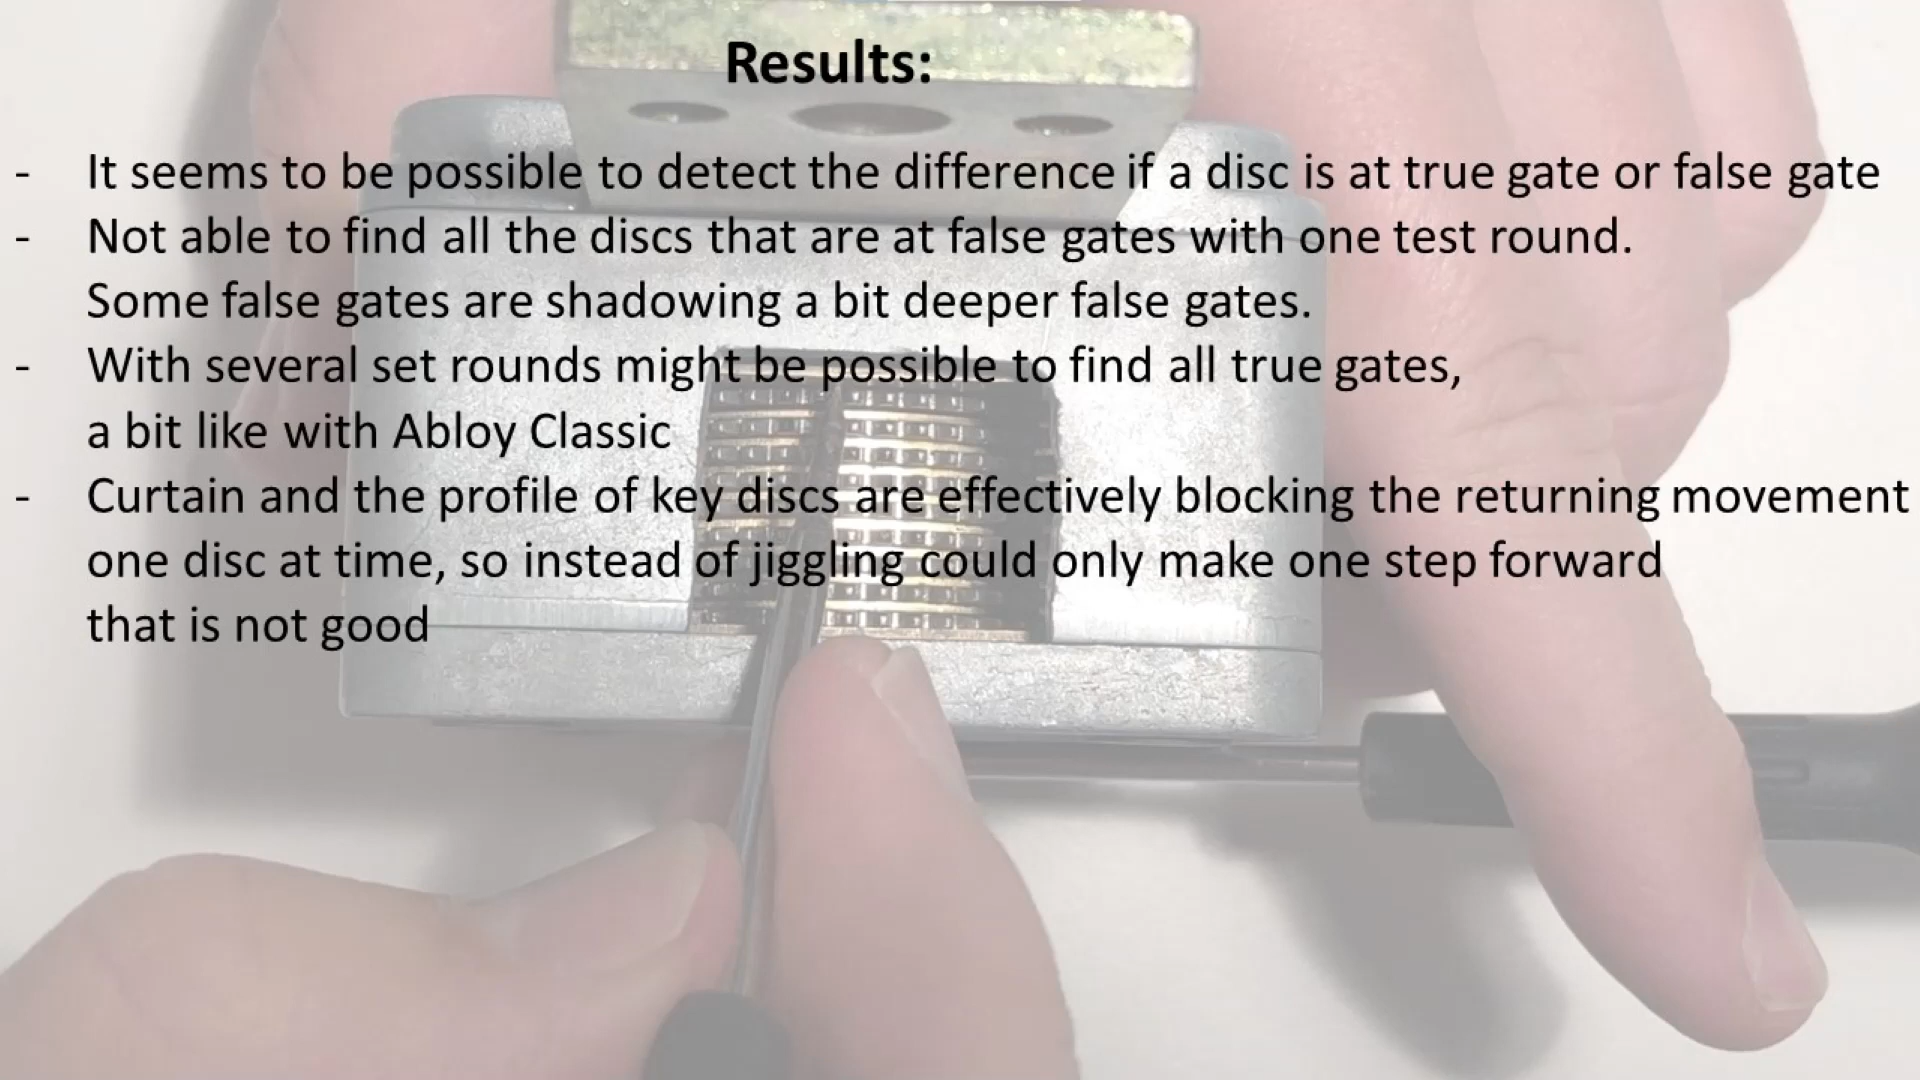 Results:
- It seems to be possible to detect the difference if a disc is at true gate or false gate
- Not able to find all the discs that are at false gates with one test round.
Some false gates are shadowing a bit deeper false gates.
- With several set rounds might be possible to find all true gates,
a bit like with Abloy Classic
- Curtain and the profile of key discs are effectively blocking the returning movement
one disc at time, so instead of jiggling could only make one step forward
that is not good